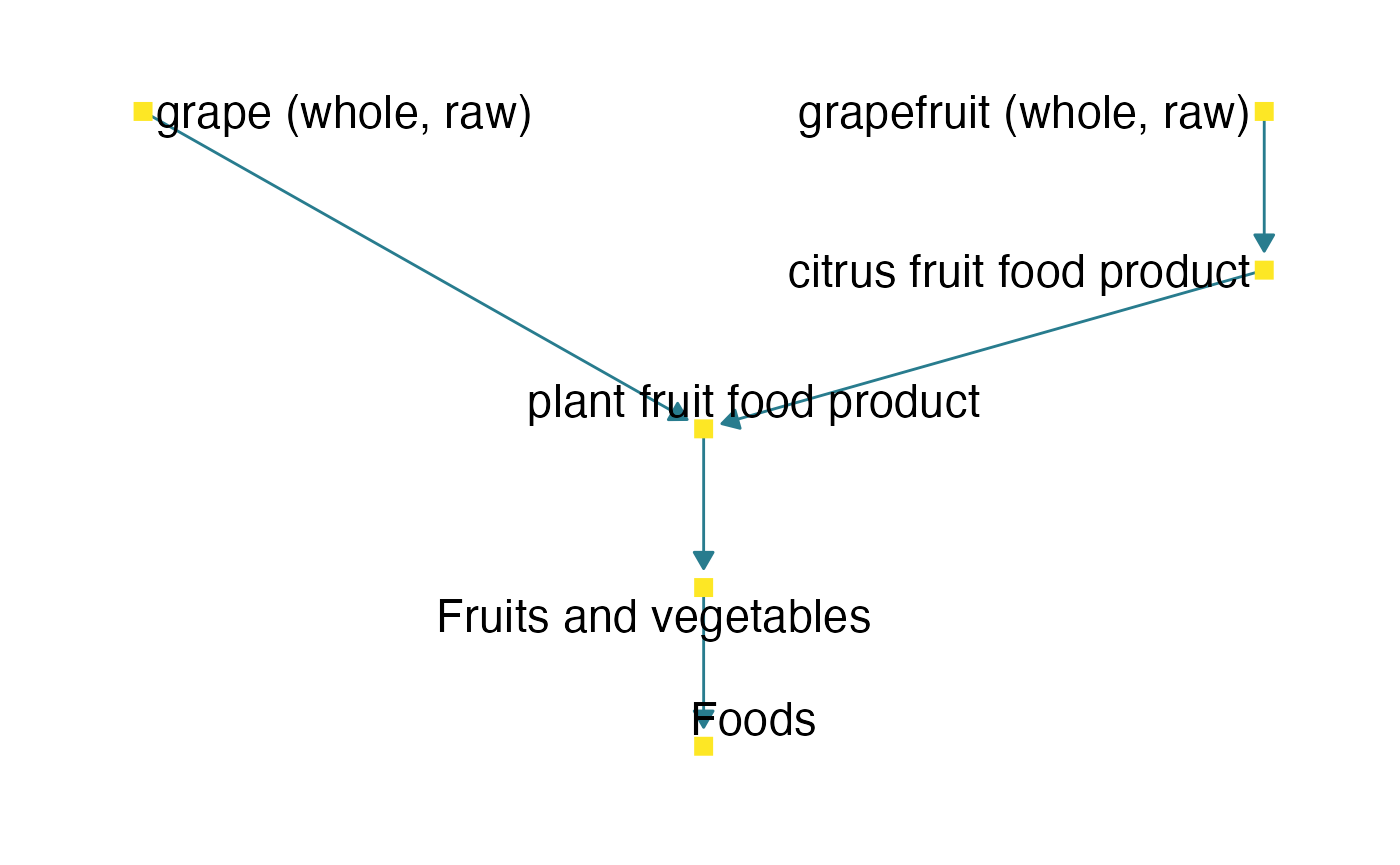 grape (whole, raw)
grapefruit (whole, raw)
citrus fruit food product
plant fruit food product
Fruits and vegetables
Foods